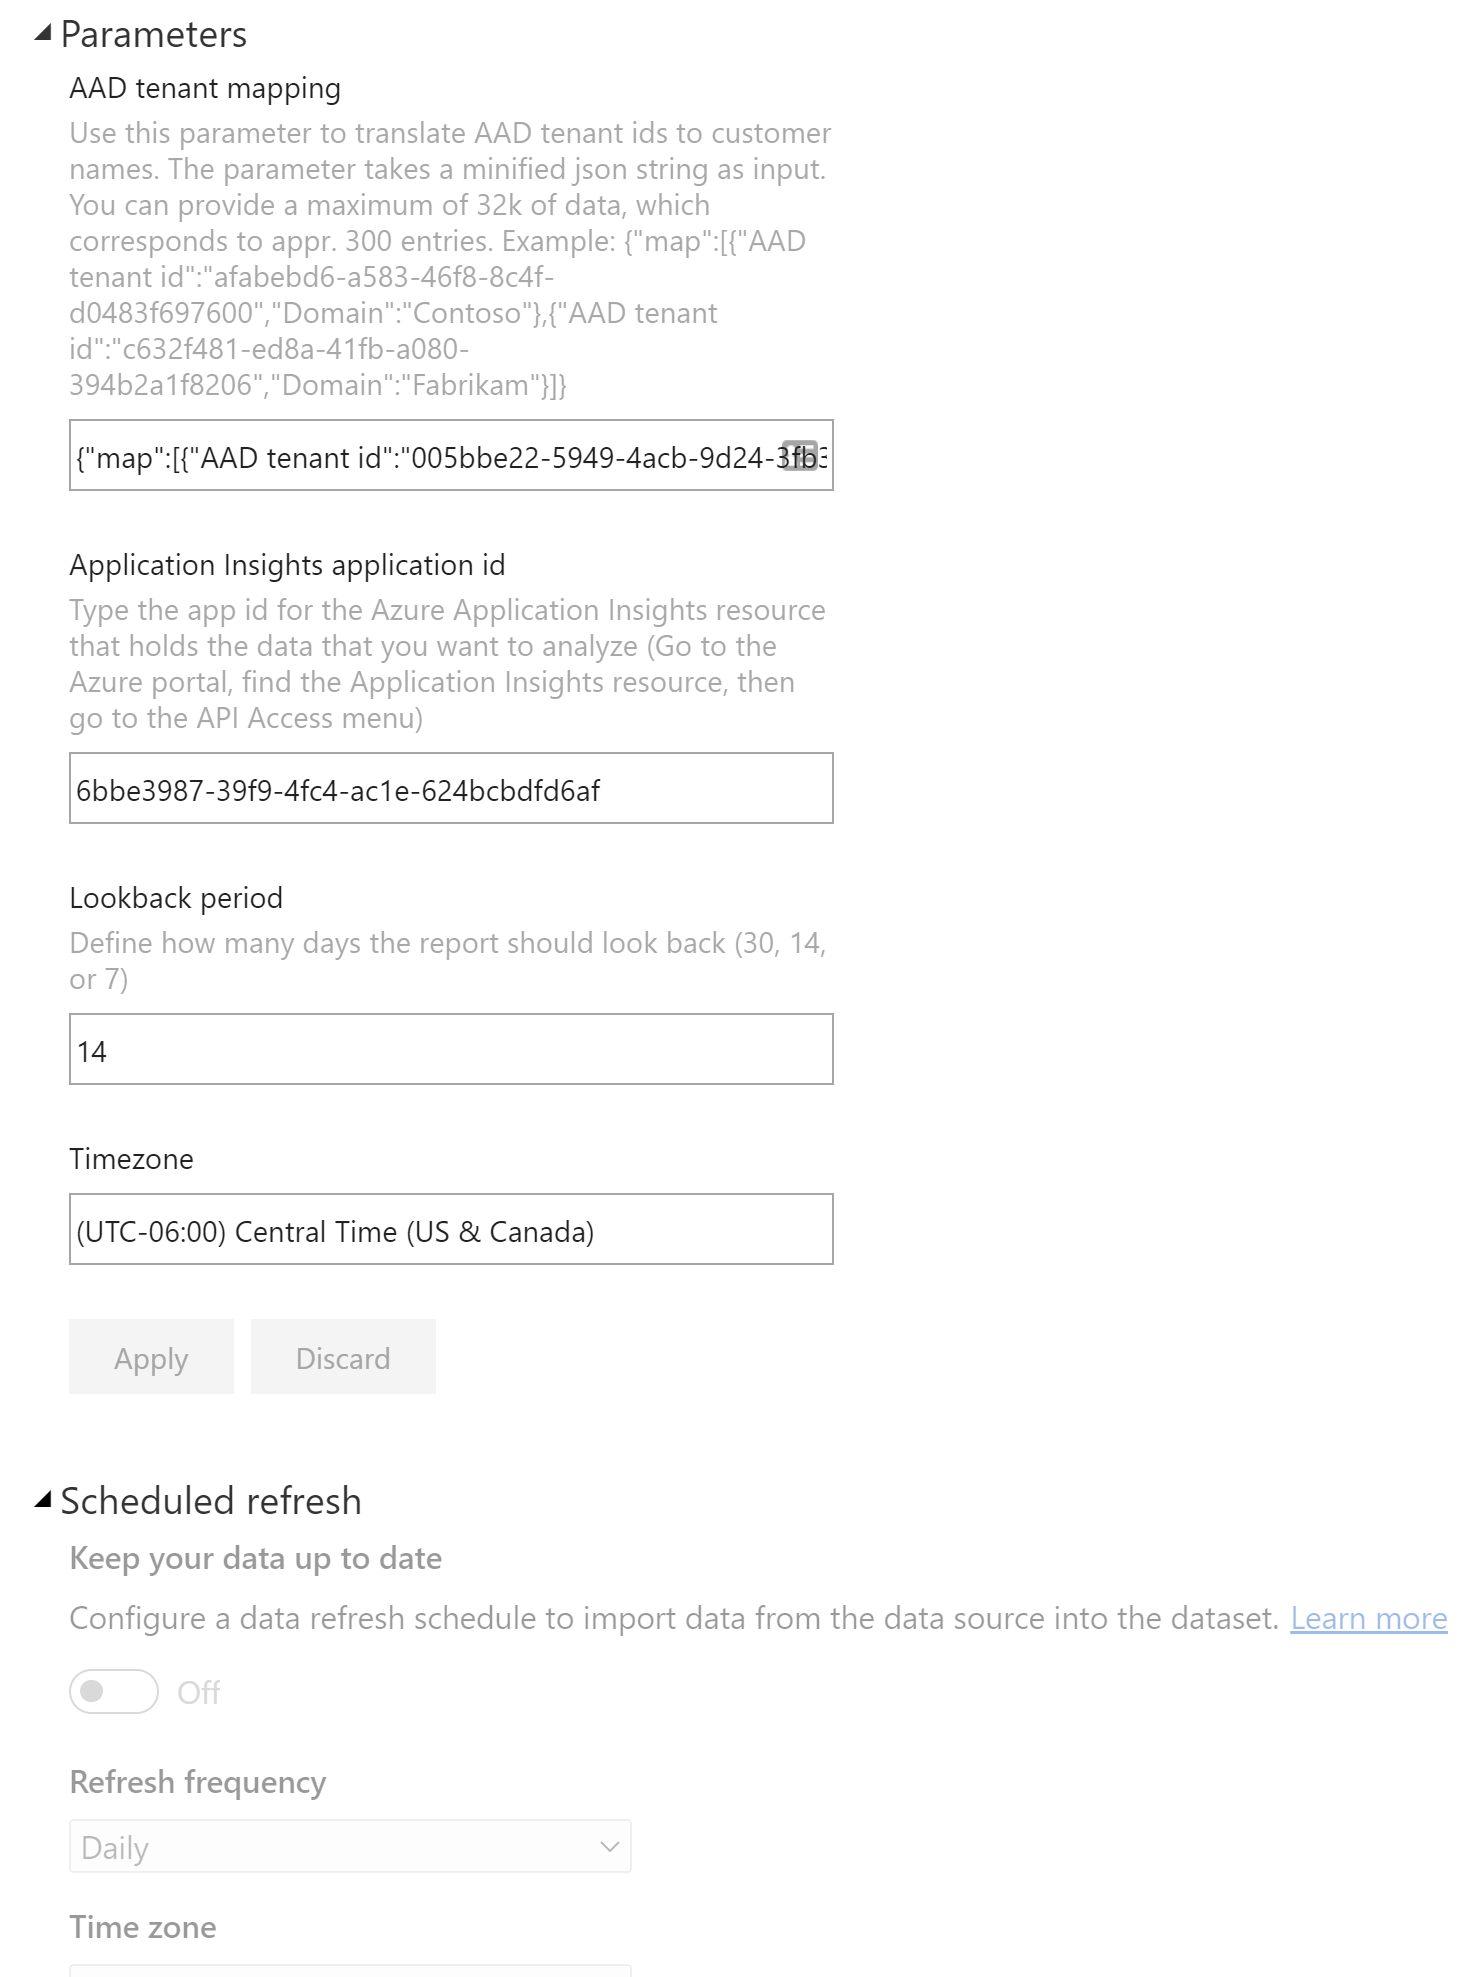 Parameters
AAD tenant mapping
Use this parameter to translate AAD tenant ids to customer
names. The parameter takes a minified json string as input.
You can provide a maximum of 32k of data, which
corresponds to appr. 300 entries. Example: {"map":[{"AAD
tenant id":"afabebd6-a583-46f8-8c4f-
d0483f697600","Domain":"Contoso"},{"AAD tenant
id":"c632f481-ed8a-41fb-a080-
394b2a1f8206","Domain":"Fabrikam"}]}
{"map":[{"AAD tenant id":"005bbe22-5949-4acb-9d24-3fb3
Application Insights application id
Type the app id for the Azure Application Insights resource
that holds the data that you want to analyze (Go to the
Azure portal, find the Application Insights resource, then
go to the API Access menu)
6bbe3987-39f9-4fc4-ac1e-624bcbdfd6af
Lookback period
Define how many days the report should look back (30, 14,
or 7)
14
Timezone
(UTC-06:00) Central Time (US & Canada)
Apply Discard
Scheduled refresh
Keep your data up to date
Configure a data refresh schedule to import data from the data source into the dataset. Learn more
Off
Refresh frequency
Daily
Time zone